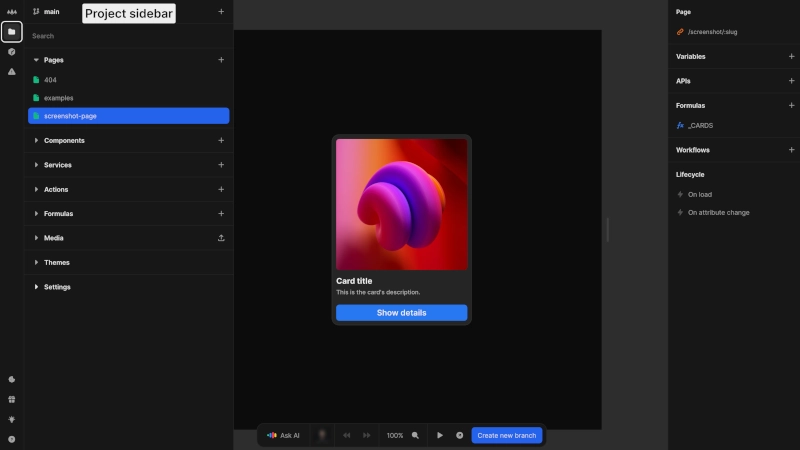 main
Project sidebar
Search
Pages
404
examples
screenshot-page
Components
Services
Actions
Formulas
Media
Themes
Settings
Card title
This is the card's description.
Show details
Ask AI
100%
Create new branch
Page
/screenshot/:slug
Variables
APIs
Formulas
fx _CARDS
Workflows
Lifecycle
On load
On attribute change